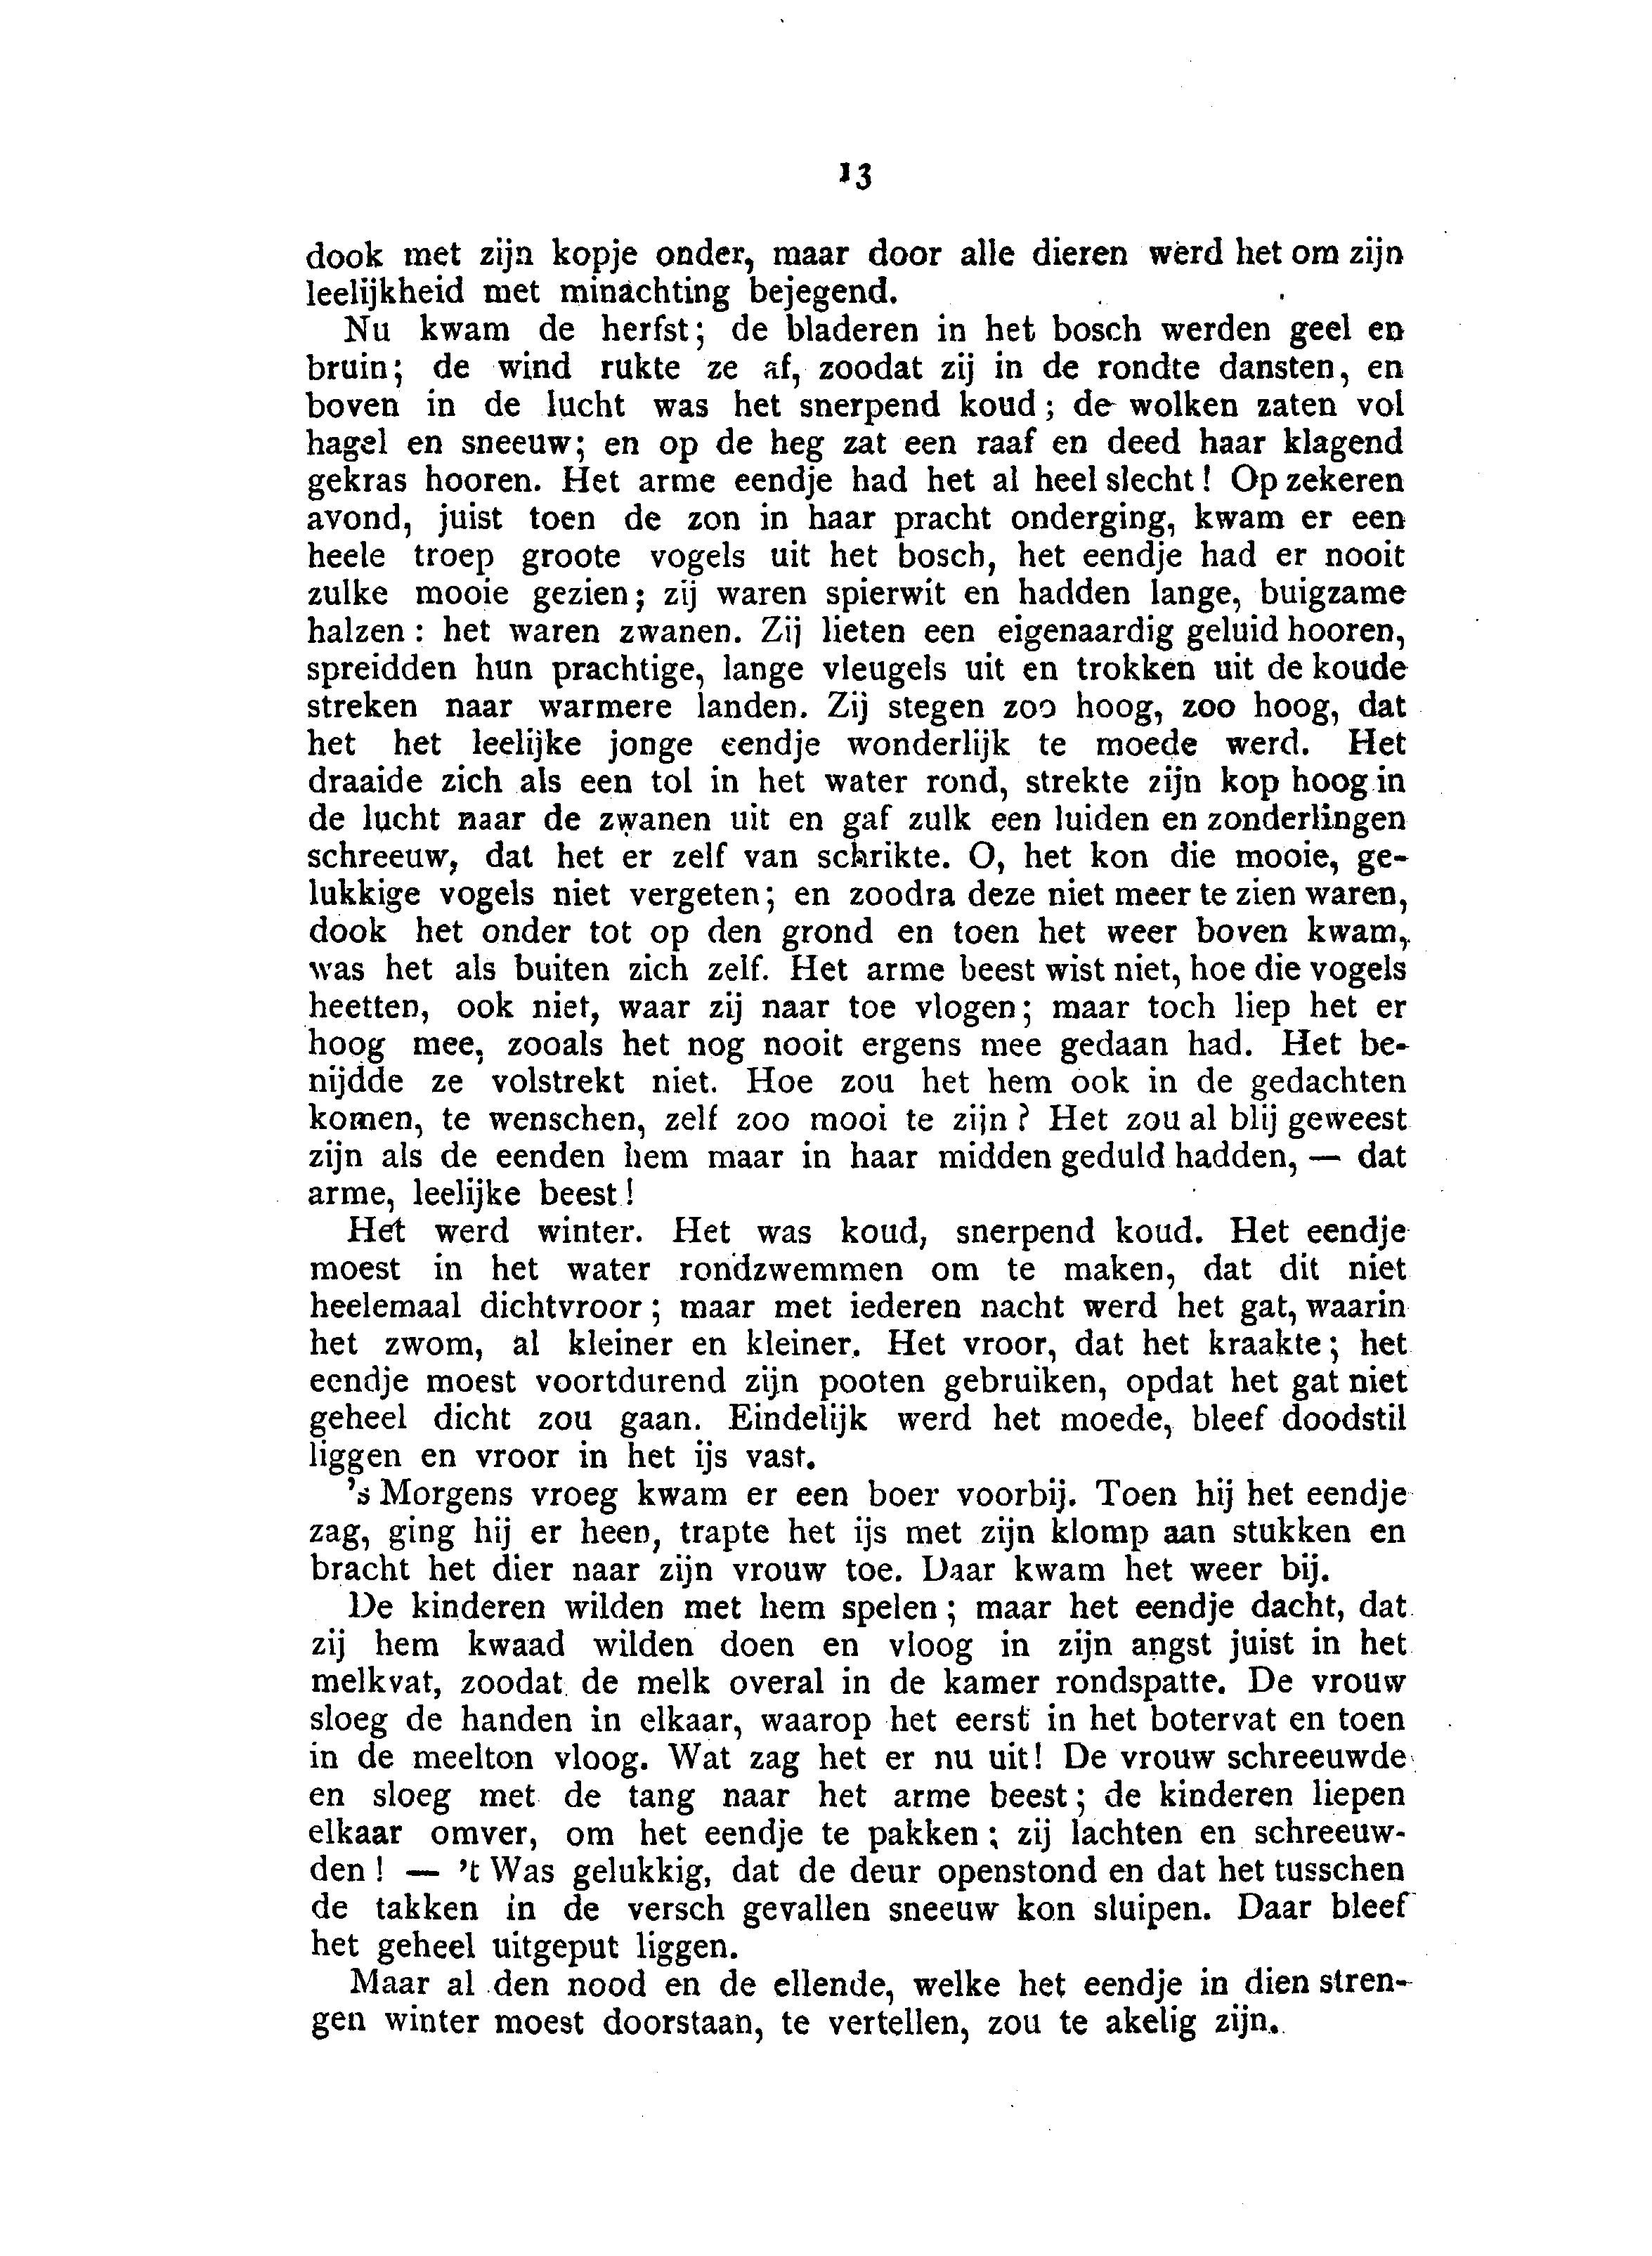 13
dook met zijn kopje onder, maar door alle dieren werd het om zijn
leelijkheid met minachting bejegend.
Nu kwam de herfst; de bladeren in het bosch werden geel en
bruin; de wind rukte ze af, zoodat zij in de rondte dansten, en
boven in de lucht was het snerpend koud; de wolken zaten vol
hagel en sneeuw; en op de heg zat een raaf en deed haar klagend
gekras hooren. Het arme eendje had het al heel slecht! Op zekeren
avond, juist toen de zon in haar pracht onderging, kwam er een
heele troep groote vogels uit het bosch, het eendje had er nooit
zulke mooie gezien; zij waren spierwit en hadden lange, buigzame
halzen: het waren zwanen. Zij lieten een eigenaardig geluid hooren,
spreidden hun prachtige, lange vleugels uit en trokken uit de koude
streken naar warmere landen. Zij stegen zoo hoog, zoo hoog, dat
het het leelijke jonge eendje wonderlijk te moede werd. Het
draaide zich als een tol in het water rond, strekte zijn kop hoog in
de lucht naar de zwanen uit en gaf zulk een luiden en zonderlingen
schreeuw, dat het er zelf van schrikte. O, het kon die mooie, ge-
lukkige vogels niet vergeten; en zoodra deze niet meer te zien waren,
dook het onder tot op den grond en toen het weer boven kwam,
was het als buiten zich zelf. Het arme beest wist niet, hoe die vogels
heetten, ook niet, waar zij naar toe vlogen; maar toch liep het er
hoog mee, zooals het nog nooit ergens mee gedaan had. Het be-
nijdde ze volstrekt niet. Hoe zou het hem ook in de gedachten
komen, te wenschen, zelf zoo mooi te zijn? Het zou al blij geweest
zijn als de eenden hem maar in haar midden geduld hadden, — dat
arme, leelijke beest!
Het werd winter. Het was koud, snerpend koud. Het eendje
moest in het water rondzwemmen om te maken, dat dit niet
heelemaal dichtvroor; maar met iederen nacht werd het gat, waarin
het zwom, al kleiner en kleiner. Het vroor, dat het kraakte; het
eendje moest voortdurend zijn pooten gebruiken, opdat het gat niet
geheel dicht zou gaan. Eindelijk werd het moede, bleef doodstil
liggen en vroor in het ijs vast.
's Morgens vroeg kwam er een boer voorbij. Toen hij het eendje
zag, ging hij er heen, trapte het ijs met zijn klomp aan stukken en
bracht het dier naar zijn vrouw toe. Daar kwam het weer bij.
De kinderen wilden met hem spelen; maar het eendje dacht, dat
zij hem kwaad wilden doen en vloog in zijn angst juist in het
melkvat, zoodat de melk overal in de kamer rondspatte. De vrouw
sloeg de handen in elkaar, waarop het eerst in het botervat en toen
in de meelton vloog. Wat zag het er nu uit! De vrouw schreeuwde
en sloeg met de tang naar het arme beest; de kinderen liepen
elkaar omver, om het eendje te pakken; zij lachten en schreeuw-
den! — 't Was gelukkig, dat de deur openstond en dat het tusschen
de takken in de versch gevallen sneeuw kon sluipen. Daar bleef
het geheel uitgeput liggen.
Maar al den nood en de ellende, welke het eendje in dien stren-
gen winter moest doorstaan, te vertellen, zou te akelig zijn.